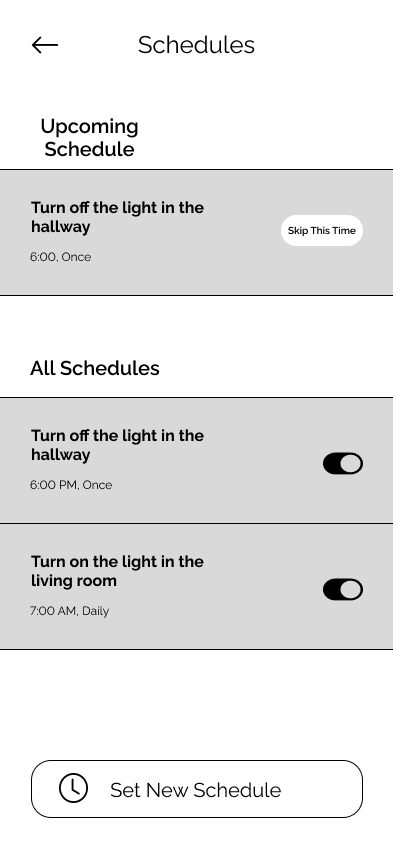 Schedules
Upcoming
Schedule
Turn off the light in the
hallway
Skip This Time
6:00, Once
All Schedules
Turn off the light in the
hallway
6:00 PM, Once
Turn on the light in the
living room
7:00 AM, Daily
Set New Schedule